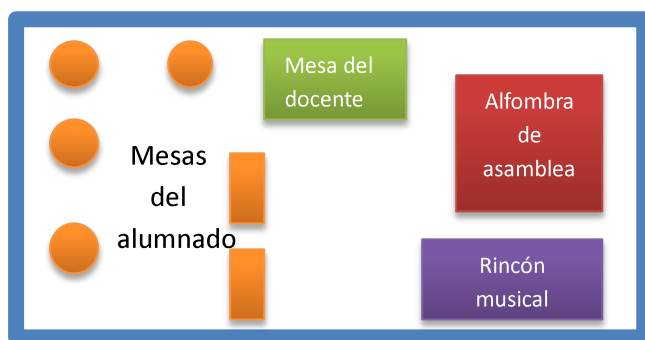 Mesa del
docente
Alfombra
de
asamblea
Mesas
del
alumnado
Rincón
musical